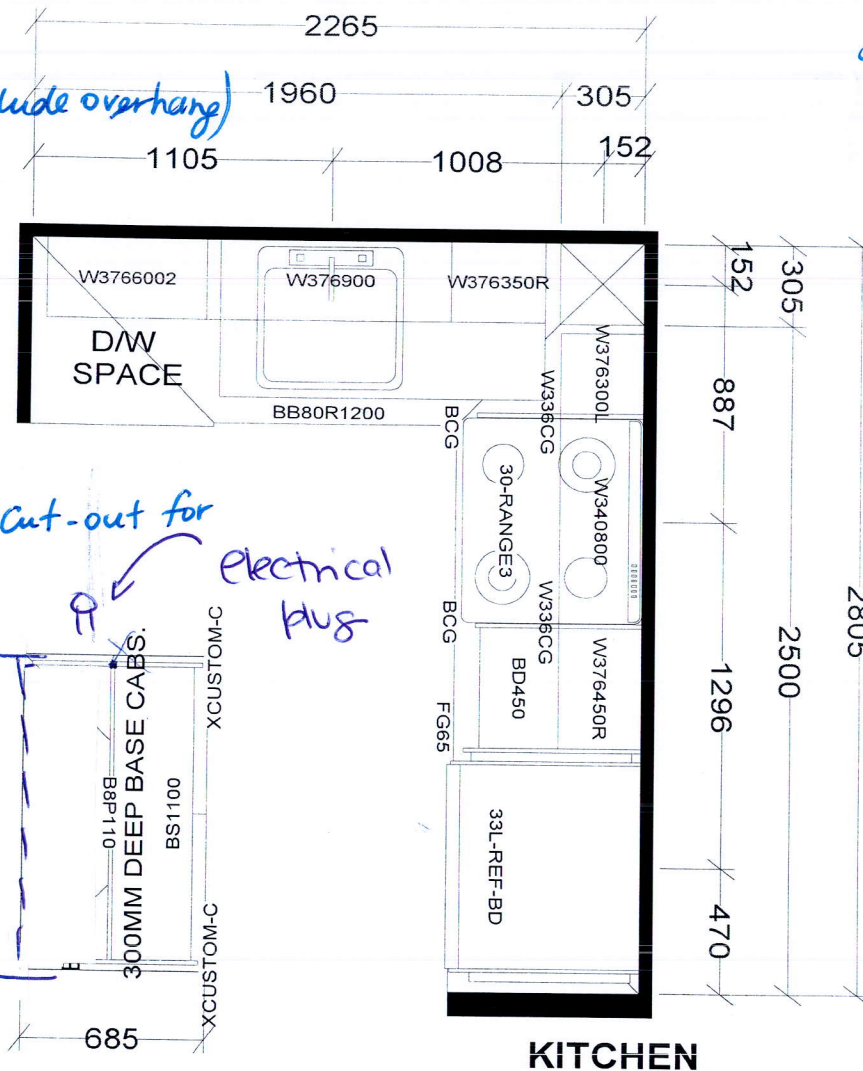 2265
lude overhang)
1960
305
1105
1008
152
W3766002
W376900
W376350R
152
305
D/W
SPACE
BB80R1200
BCG
W336CG
W376300L
887
30-RANGE3
W340800
2805
2500
Cut-out for
electrical
plug
BCG
W336CG
XCUSTOM-C
BD450
W376450R
1296
FG65
300MM DEEP BASE CABS.
B8P110
BS1100
33L-REF-BD
470
XCUSTOM-C
685
KITCHEN